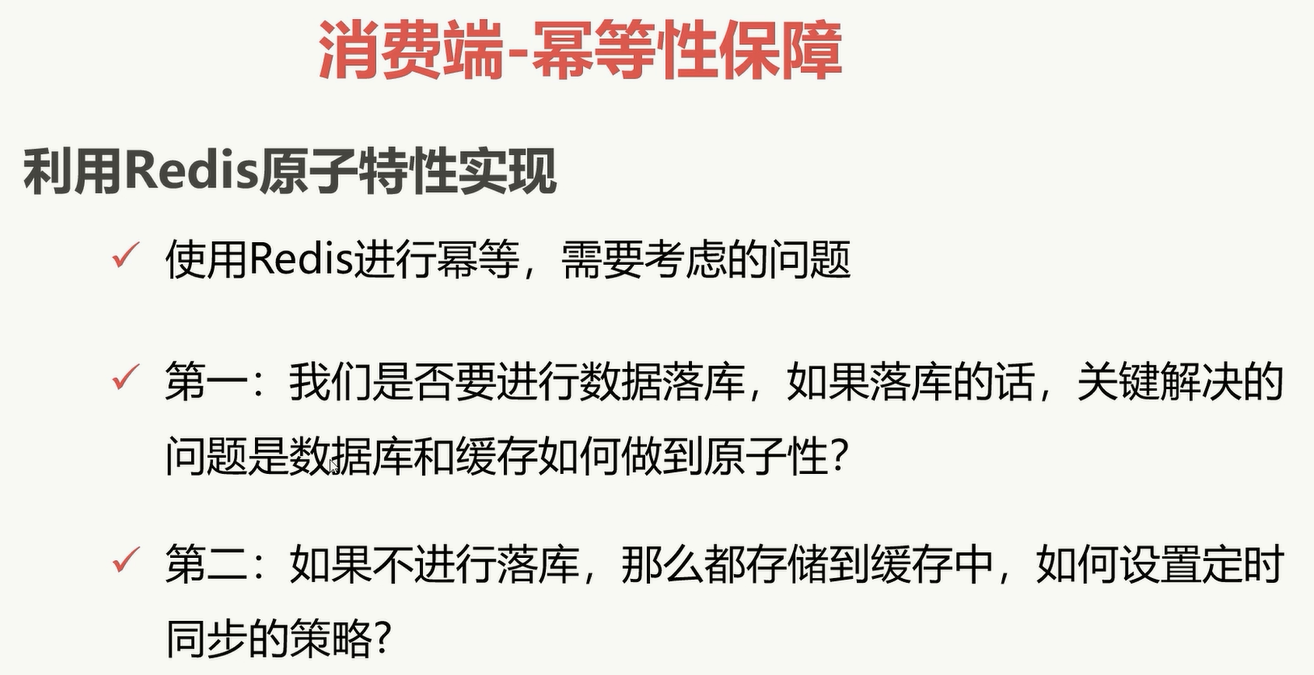 消费端-幂等性保障
利用Redis原子特性实现
使用Redis进行幂等，需要考虑的问题
第一：我们是否要进行数据落库，如果落库的话，关键解决的
问题是数据库和缓存如何做到原子性？
第二：如果不进行落库，那么都存储到缓存中，如何设置定时
同步的策略？